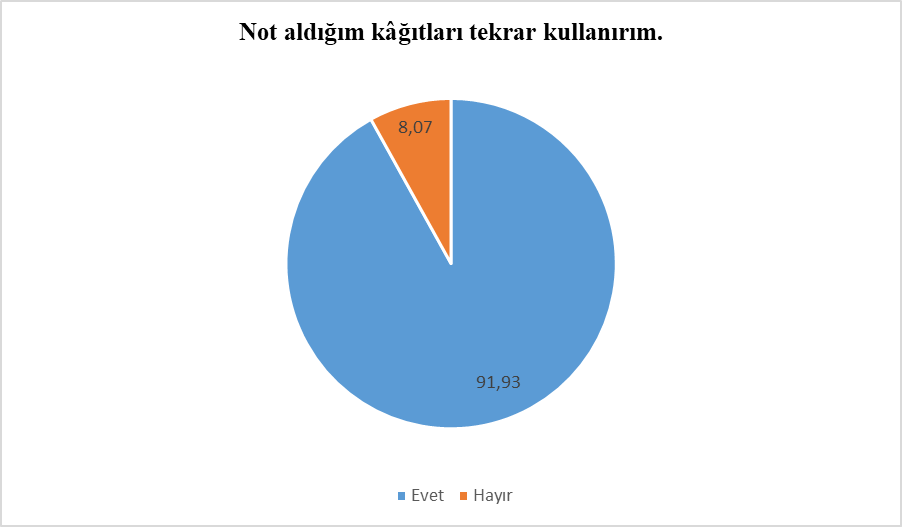 Not aldığım kâğıtları tekrar kullanırım.
8,07
91,93
Evet Hayır